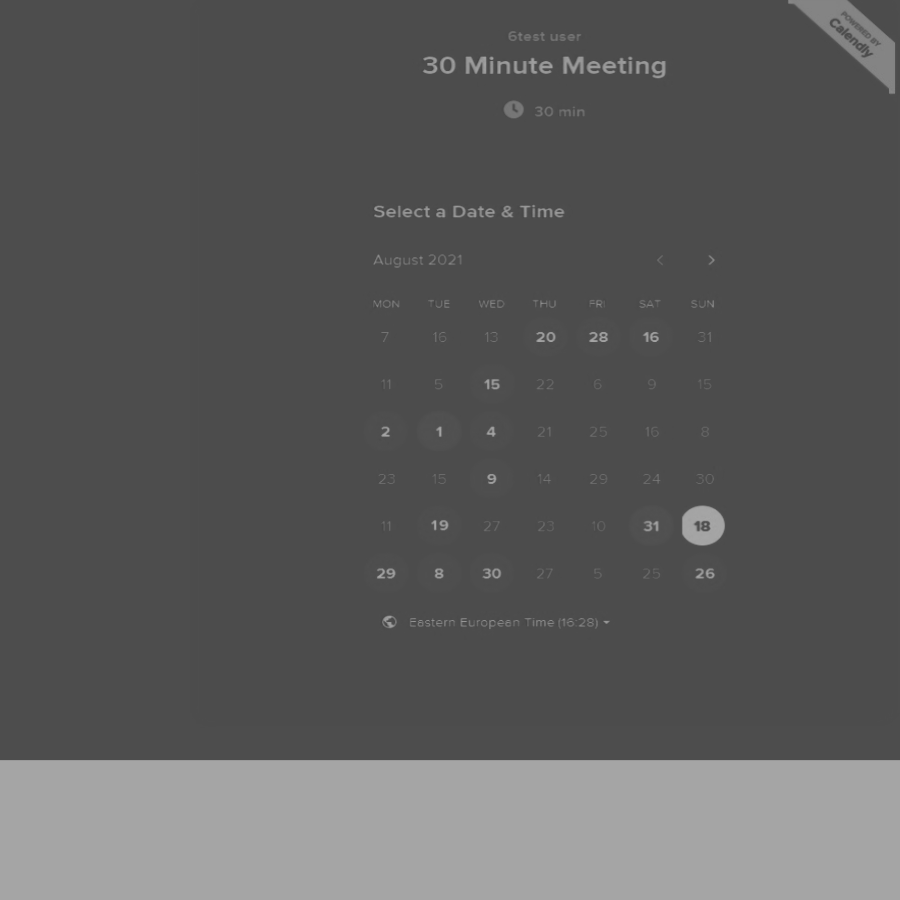 POWERED BY
Calendly
6test user
30 Minute Meeting
30 min
Select a Date & Time
August 2021
MON TUE WED THU FRI SAT SUN
7 16 13 20 28 16 31
11 5 15 22 6 9 15
2 1 4 21 25 16 8
23 15 9 14 29 24 30
11 19 27 23 10 31 18
29 8 30 27 5 25 26
Eastern European Time (16:28)